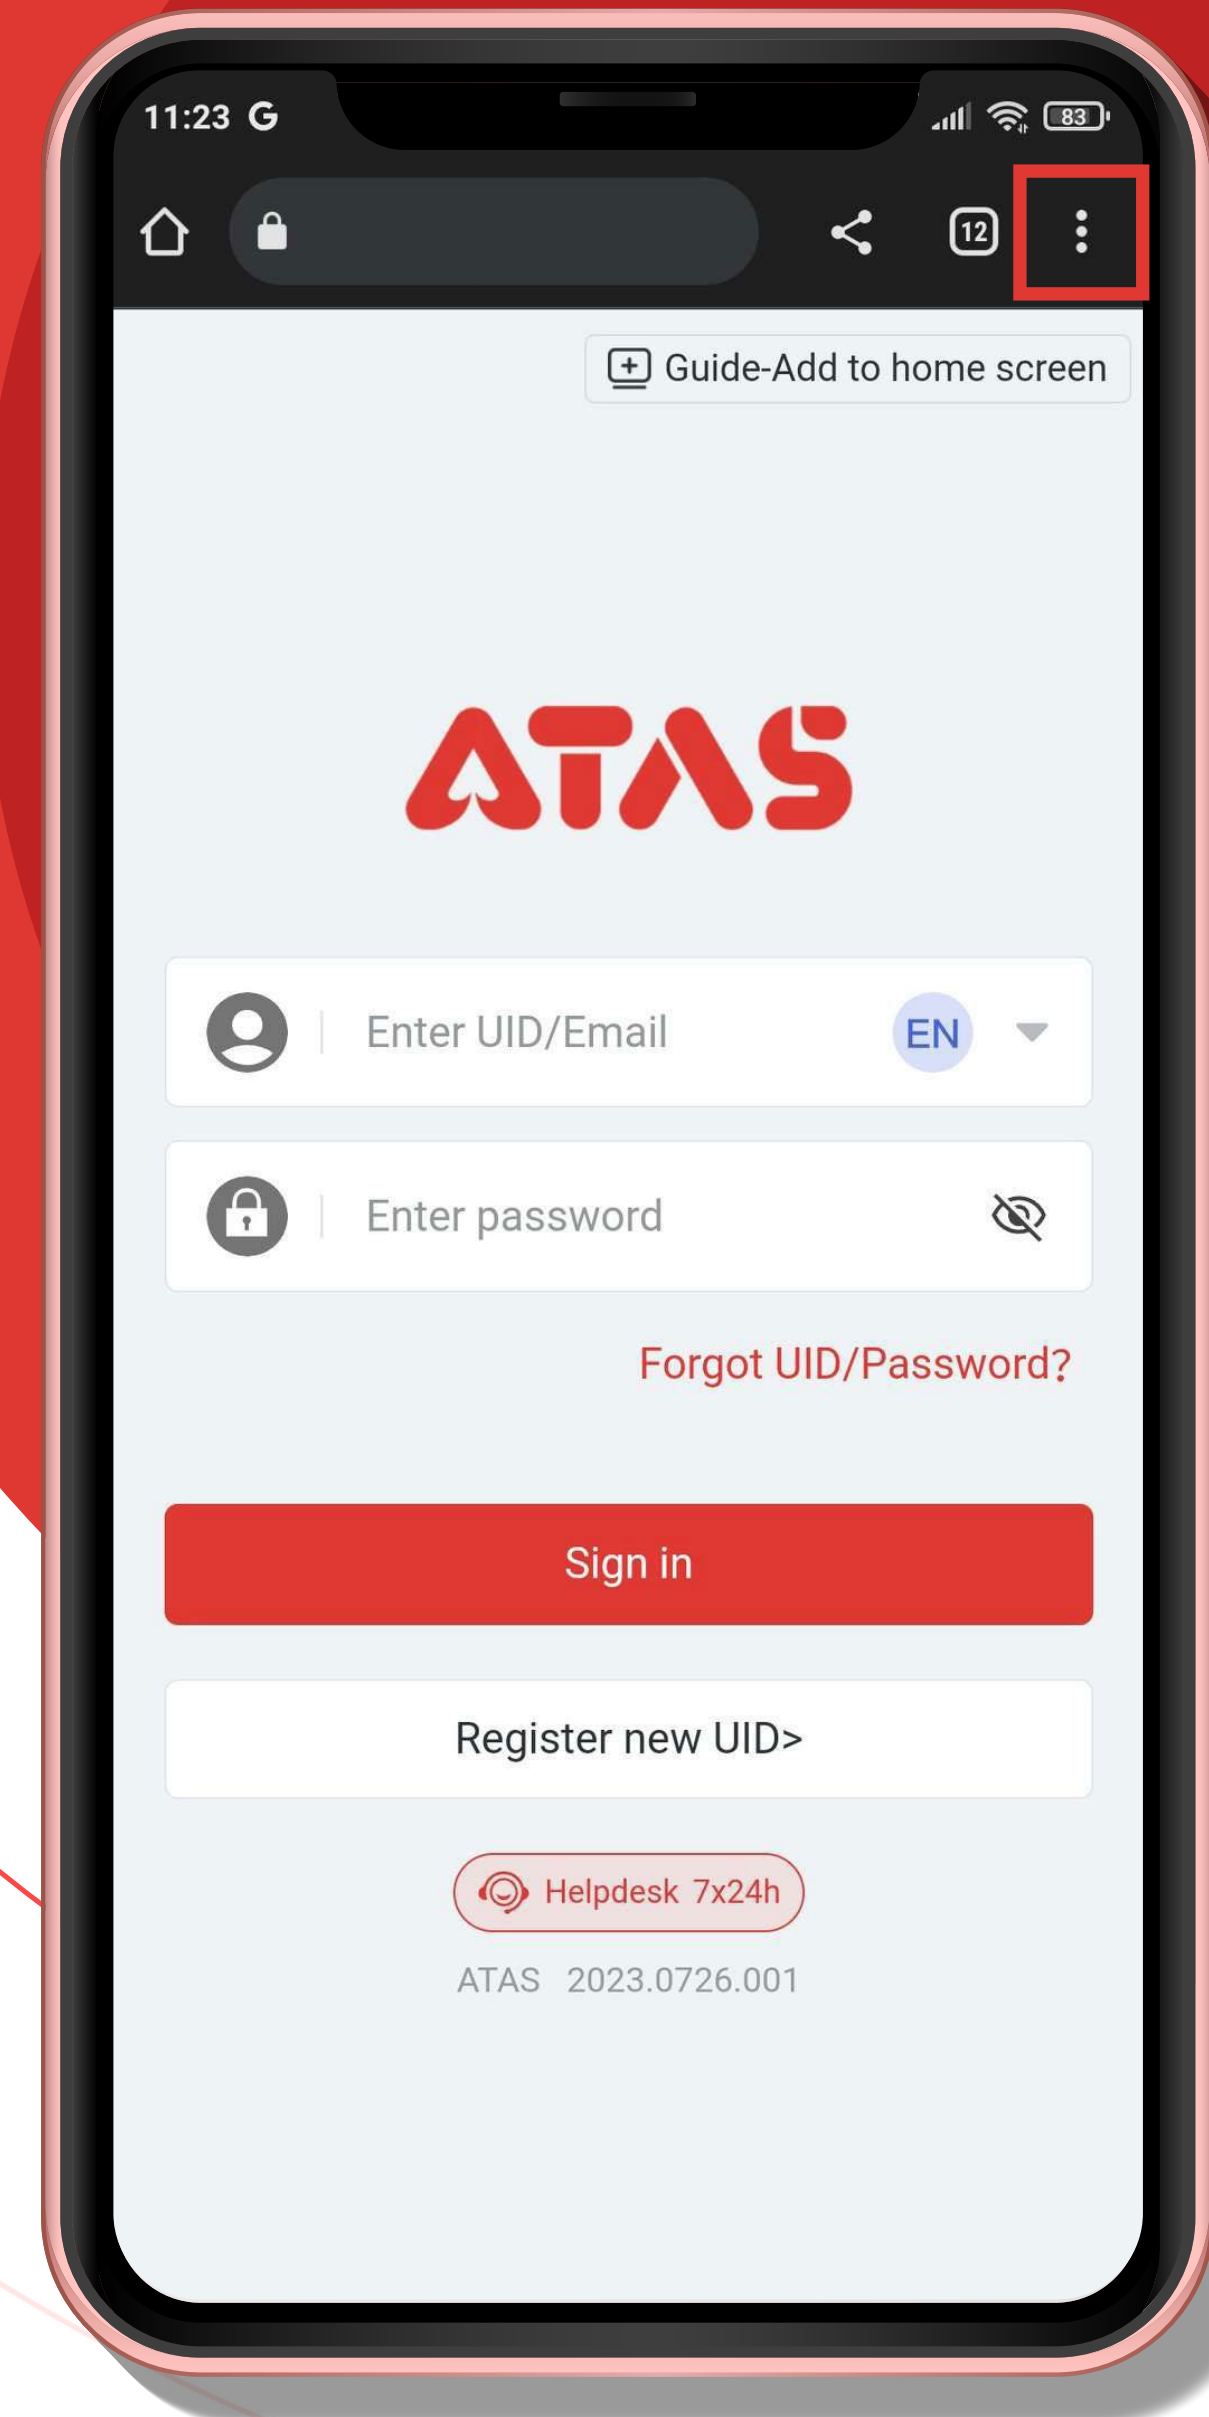 11:23 G
83
12
Guide-Add to home screen
ATAS
Enter UID/Email
EN
Enter password
Forgot UID/Password?
Sign in
Register new UID>
Helpdesk 7x24h
ATAS 2023.0726.001